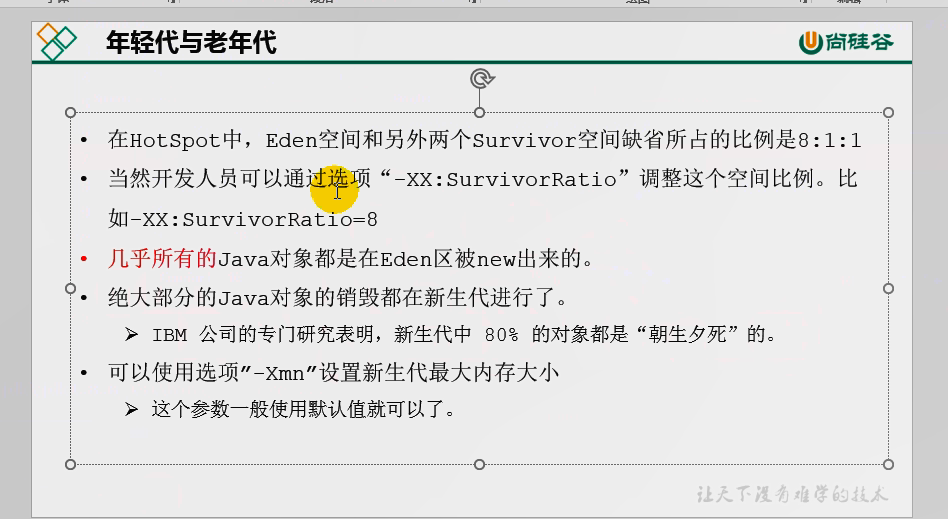 年轻代与老年代
尚硅谷
• 在HotSpot中，Eden空间和另外两个Survivor空间缺省所占的比例是8:1:1
• 当然开发人员可以通过选项“-XX:SurvivorRatio”调整这个空间比例。比
如-XX:SurvivorRatio=8
• 几乎所有的Java对象都是在Eden区被new出来的。
• 绝大部分的Java对象的销毁都在新生代进行了。
➢ IBM 公司的专门研究表明，新生代中 80% 的对象都是“朝生夕死”的。
• 可以使用选项"-Xmn"设置新生代最大内存大小
➢ 这个参数一般使用默认值就可以了。
让天下没有难学的技术